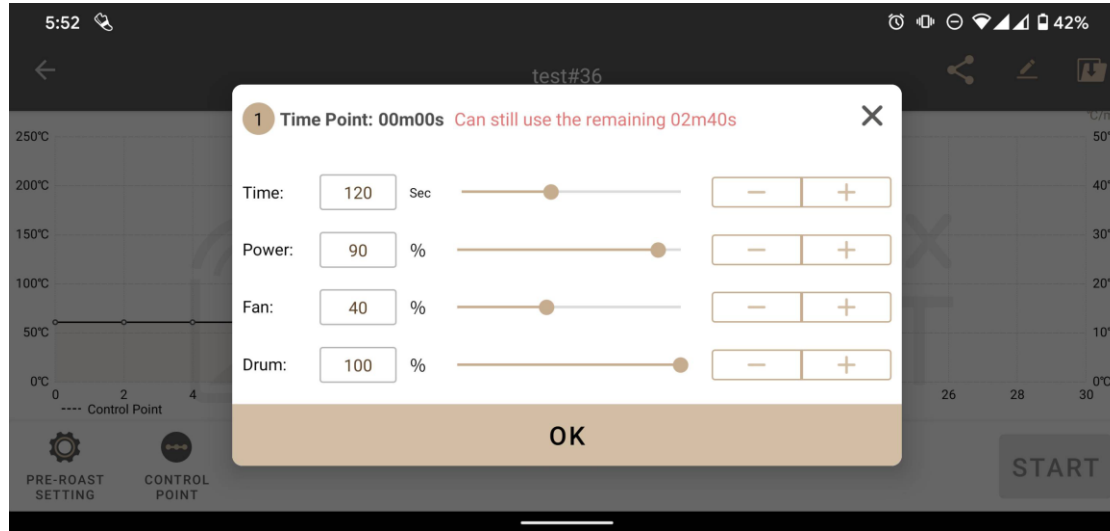 5:52
42%
test#36
1 Time Point: 00m00s Can still use the remaining 02m40s
Time: 120 Sec
Power: 90 %
Fan: 40 %
Drum: 100 %
OK
250℃
200℃
150℃
100℃
50℃
0℃
0 2 4 26 28 30
---- Control Point
50°
40°
30°
20°
10°
0℃
PRE-ROAST
SETTING
CONTROL
POINT
START